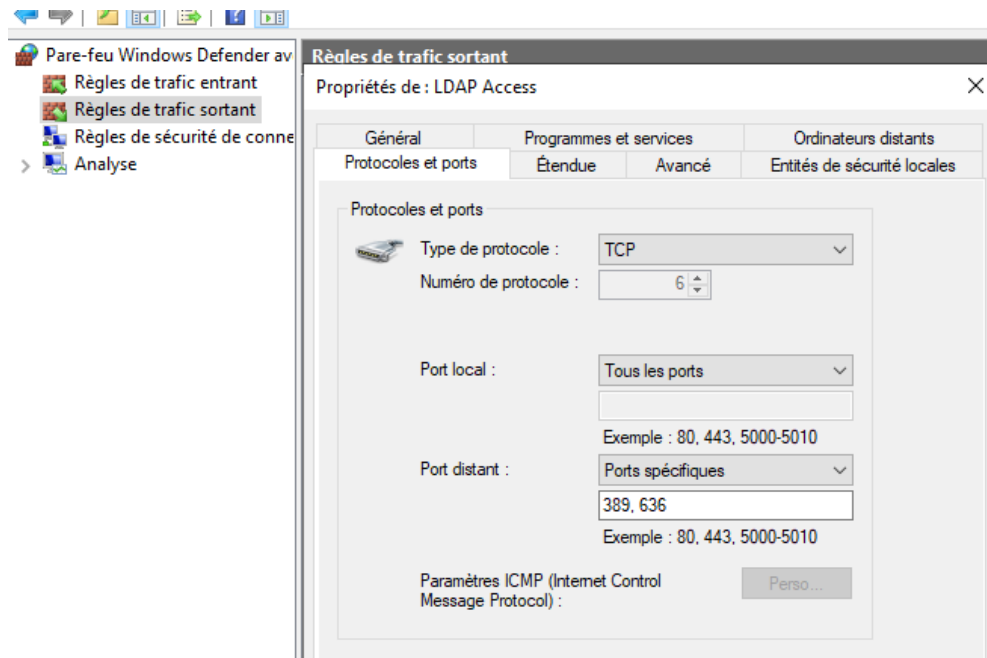 Pare-feu Windows Defender av
Règles de trafic entrant
Règles de trafic sortant
Règles de sécurité de conne
Analyse
Règles de trafic sortant
Propriétés de : LDAP Access
Général
Programmes et services
Ordinateurs distants
Protocoles et ports
Étendue
Avancé
Entités de sécurité locales
Protocoles et ports
Type de protocole :
TCP
Numéro de protocole :
6
Port local :
Tous les ports
Exemple : 80, 443, 5000-5010
Port distant :
Ports spécifiques
389, 636
Exemple : 80, 443, 5000-5010
Paramètres ICMP (Internet Control
Message Protocol) :
Perso...